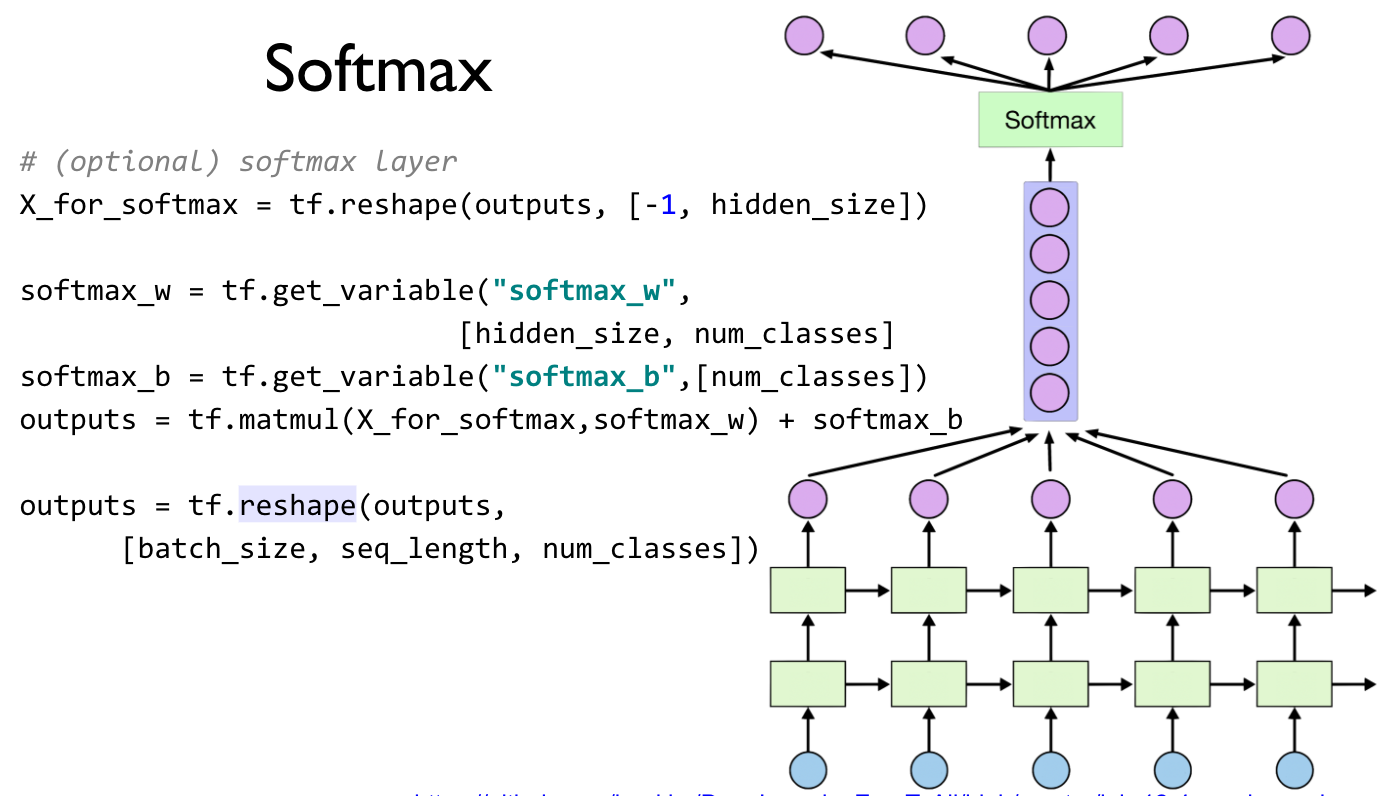 Softmax
# (optional) softmax layer
X_for_softmax = tf.reshape(outputs, [-1, hidden_size])
softmax_w = tf.get_variable("softmax_w",
[hidden_size, num_classes]
softmax_b = tf.get_variable("softmax_b",[num_classes])
outputs = tf.matmul(X_for_softmax,softmax_w) + softmax_b
outputs = tf.reshape(outputs,
[batch_size, seq_length, num_classes])
Softmax